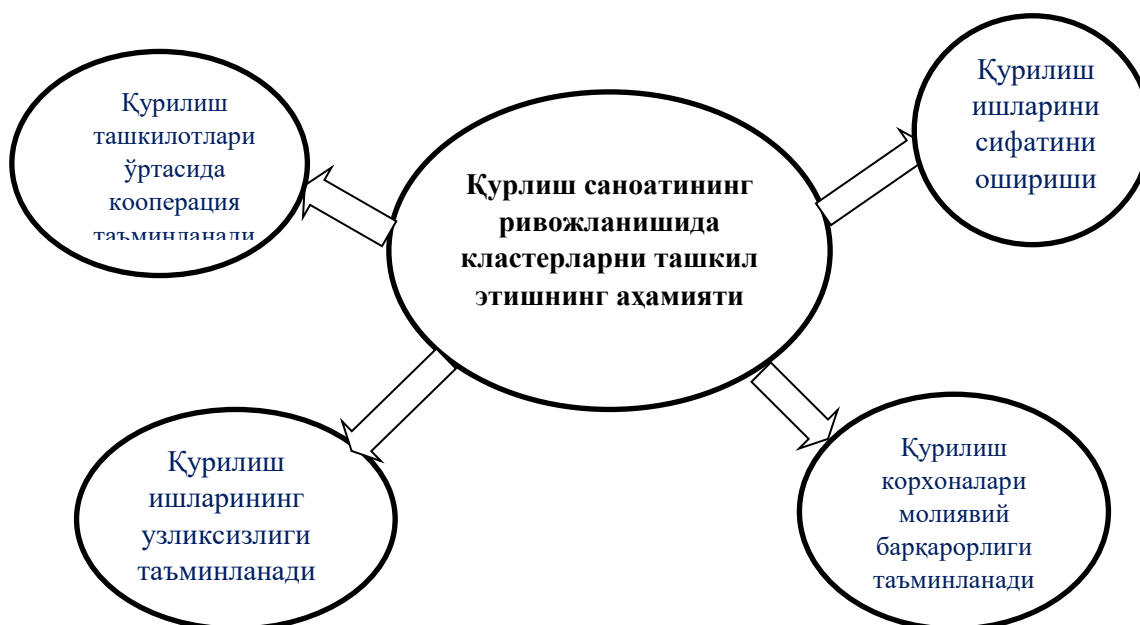 Қурилиш
ташкилотлари
ўртасида
кооперация
таъминланади
Қурлиш саноатининг
ривожланишида
кластерларни ташкил
этишнинг аҳамияти
Қурилиш
ишларини
сифатини
ошириши
Қурилиш
ишларининг
узликсизлиги
таъминланади
Қурилиш
корхоналари
молиявий
барқарорлиги
таъминланади